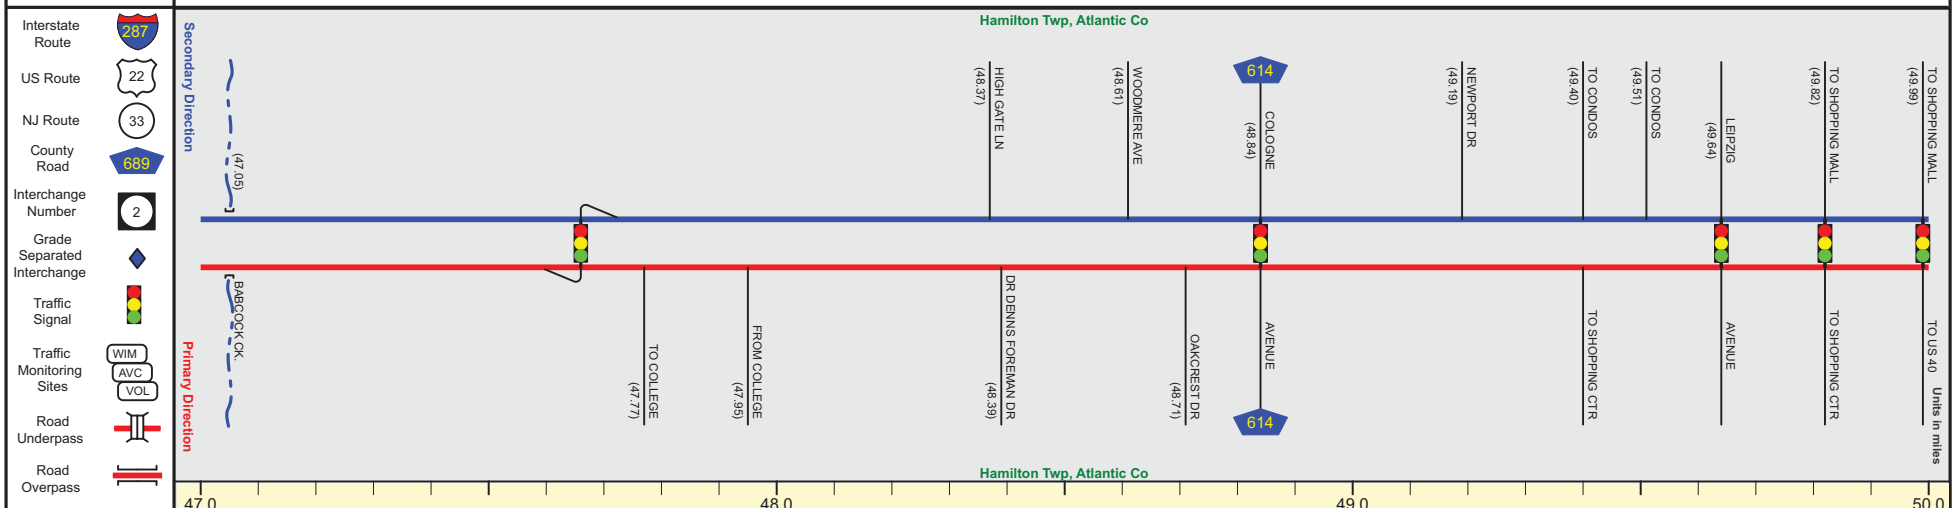 Interstate
Route
287
US Route
22
NJ Route
33
County
Road
689
Interchange
Number
2
Grade
Separated
Interchange
Traffic
Signal
Traffic
Monitoring
Sites
WIM
AVC
VOL
Road
Underpass
Road
Overpass
Secondary Direction
Primary Direction
Hamilton Twp, Atlantic Co
(47.05)
HIGH GATE LN
(48.37)
WOODMERE AVE
(48.61)
614
COLOGNE
(48.84)
NEWPORT DR
(49.19)
TO CONDOS
(49.40)
TO CONDOS
(49.51)
LEIPZIG
(49.64)
TO SHOPPING MALL
(49.82)
TO SHOPPING MALL
(49.99)
BABCOCK CK.
TO COLLEGE
(47.77)
FROM COLLEGE
(47.95)
DR DENNS FOREMAN DR
(48.39)
OAKCREST DR
(48.71)
AVENUE
614
TO SHOPPING CTR
AVENUE
TO SHOPPING CTR
TO US 40
Units in miles
Hamilton Twp, Atlantic Co
47.0
48.0
49.0
50.0